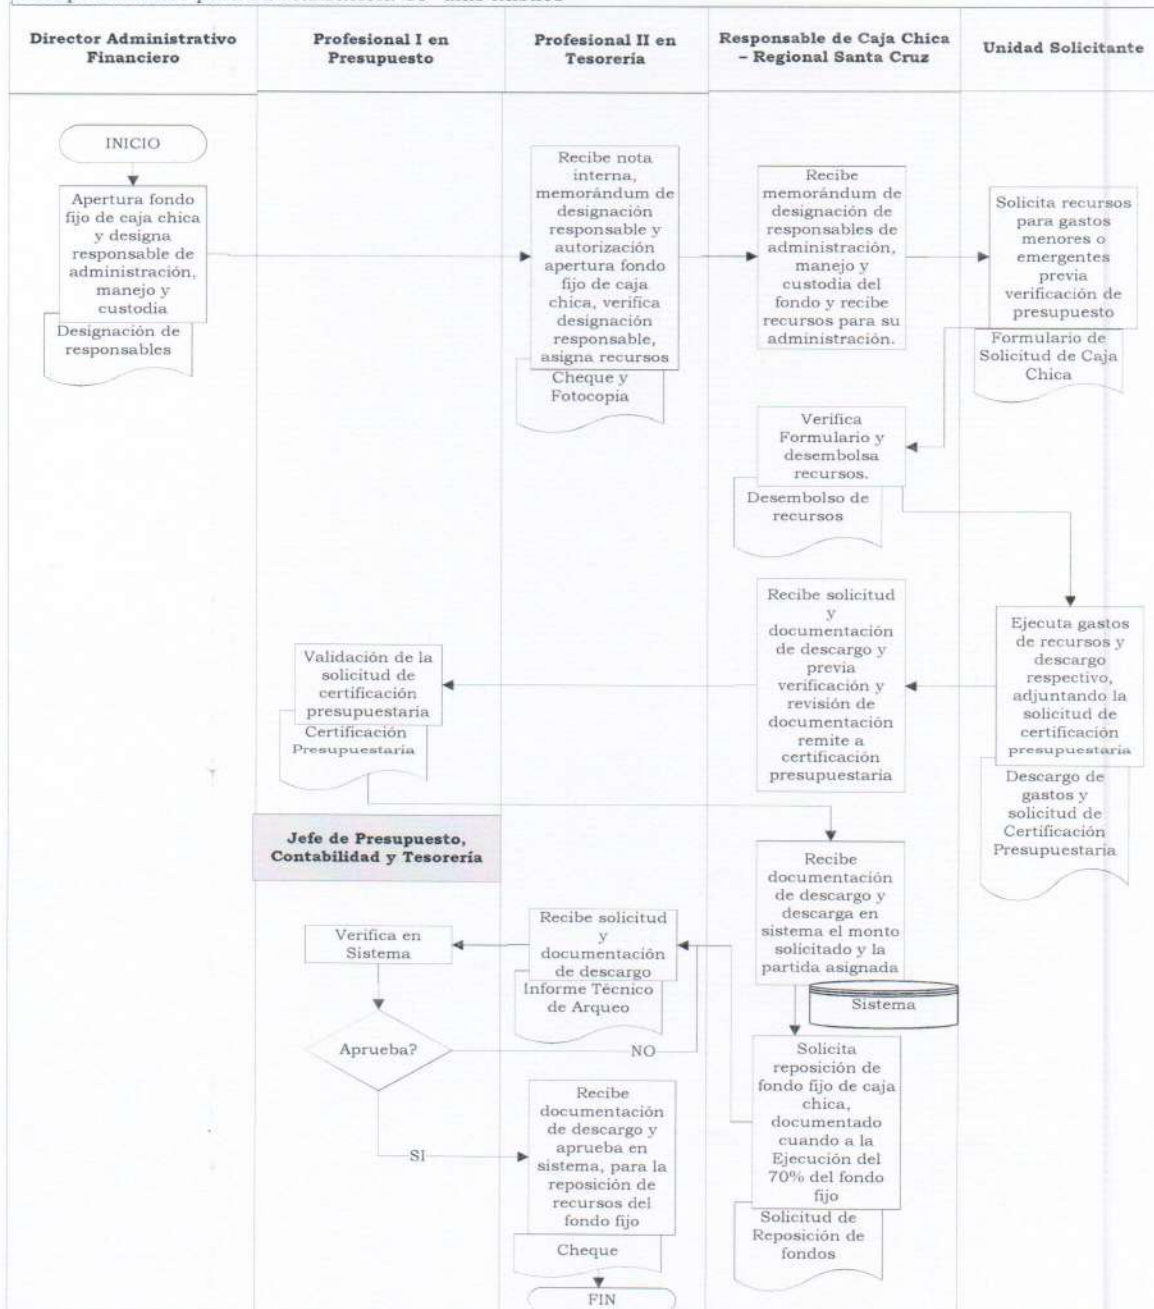 Director Administrativo
Financiero
Profesional I en
Presupuesto
Profesional II en
Tesorería
Responsable de Caja Chica
– Regional Santa Cruz
Unidad Solicitante
INICIO
Apertura fondo
fijo de caja chica
y designa
responsable de
administración,
manejo y
custodia
Designación de
responsables
Recibe nota
interna,
memorándum de
designación
responsable y
autorización
apertura fondo
fijo de caja
chica, verifica
designación
responsable,
asigna recursos
Cheque y
Fotocopia
Recibe
memorándum de
designación de
responsables de
administración,
manejo y
custodia del
fondo y recibe
recursos para su
administración.
Solicita recursos
para gastos
menores o
emergentes
previa
verificación de
presupuesto
Formulario de
Solicitud de Caja
Chica
Verifica
Formulario y
desembolsa
recursos.
Desembolso de
recursos
Ejecuta gastos
de recursos y
descargo
respectivo,
adjuntando la
solicitud de
certificación
presupuestaria
Descargo de
gastos y
solicitud de
Certificación
Presupuestaria
Recibe solicitud
y
documentación
de descargo y
previa
verificación y
revisión de
documentación
remite a
certificación
presupuestaria
Validación de la
solicitud de
certificación
presupuestaria
Certificación
Presupuestaria
Jefe de Presupuesto,
Contabilidad y Tesorería
Recibe
documentación
de descargo y
descarga en
sistema el monto
solicitado y la
partida asignada
Sistema
Solicita
reposición de
fondo fijo de caja
chica,
documentado
cuando a la
Ejecución del
70% del fondo
fijo
Solicitud de
Reposición de
fondos
Recibe solicitud
y
documentación
de descargo
Informe Técnico
de Arqueo
Verifica en
Sistema
Aprueba?
NO
SI
Recibe
documentación
de descargo y
aprueba en
sistema, para la
reposición de
recursos del
fondo fijo
Cheque
FIN